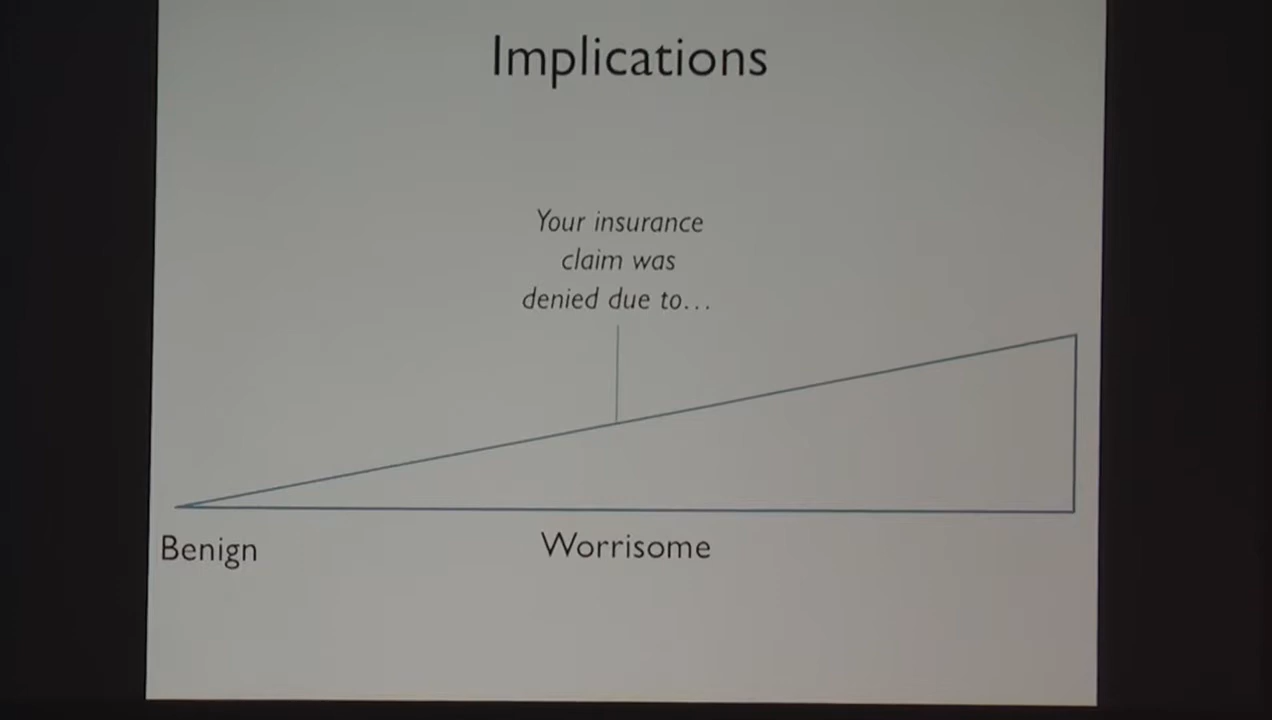 Implications
Your insurance
claim was
denied due to...
Benign
Worrisome